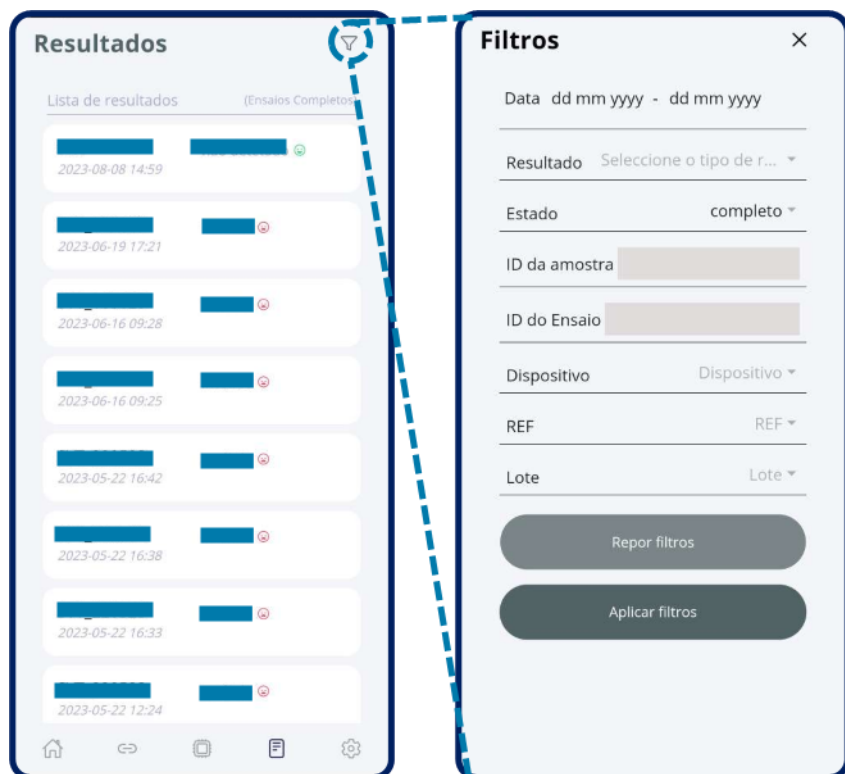 Resultados
Lista de resultados (Ensaios Completos)
2023-08-08 14:59
2023-06-19 17:21
2023-06-16 09:28
2023-06-16 09:25
2023-05-22 16:42
2023-05-22 16:38
2023-05-22 16:33
2023-05-22 12:24
Filtros
Data dd mm yyyy - dd mm yyyy
Resultado Seleccione o tipo de r...
Estado completo
ID da amostra
ID do Ensaio
Dispositivo Dispositivo
REF REF
Lote Lote
Repor filtros
Aplicar filtros